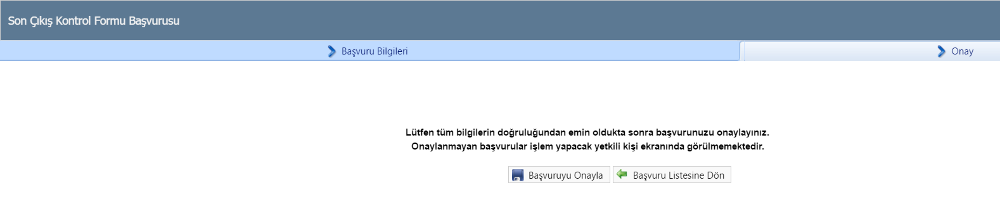 Son Çıkış Kontrol Formu Başvurusu
Başvuru Bilgileri
Onay
Lütfen tüm bilgilerin doğruluğundan emin oldukta sonra başvurunuzu onaylayınız.
Onaylanmayan başvurular işlem yapacak yetkili kişi ekranında görülmemektedir.
Başvuruyu Onayla
Başvuru Listesine Dön